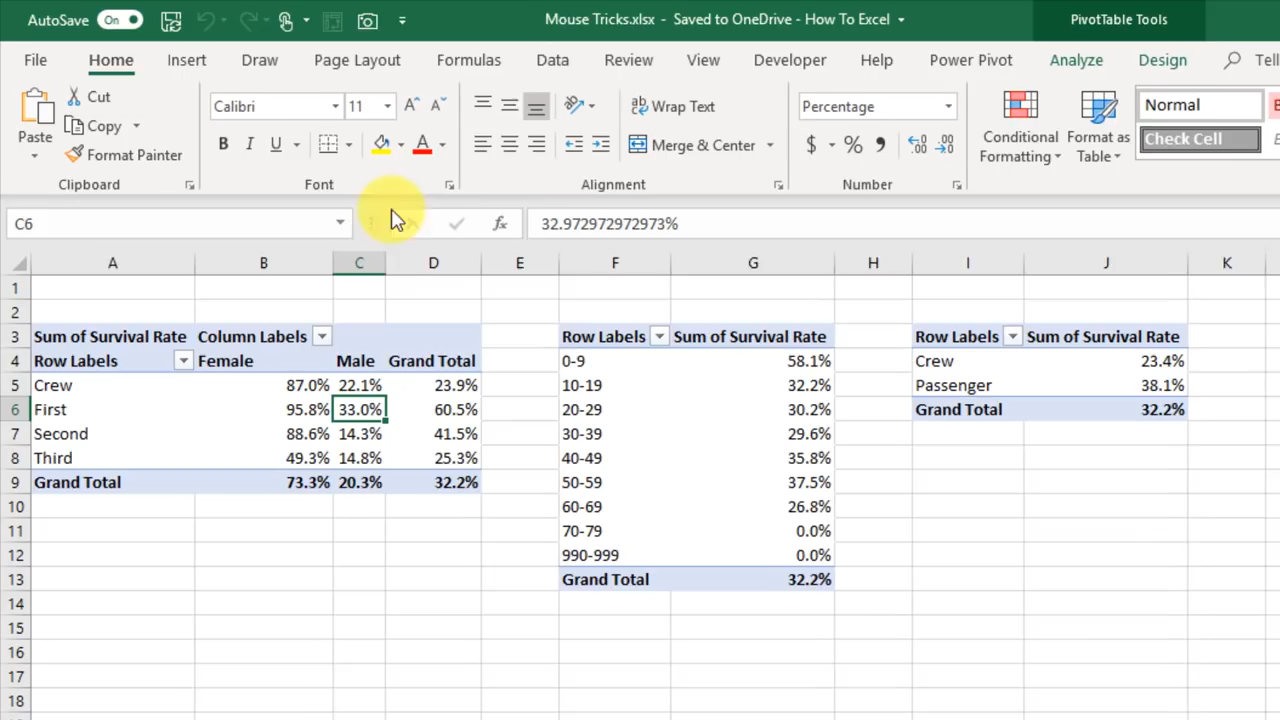 AutoSave On Mouse Tricks.xlsx - Saved to OneDrive - How To Excel PivotTable Tools
File Home Insert Draw Page Layout Formulas Data Review View Developer Help Power Pivot Analyze Design Tell
Paste Cut Copy Format Painter
Calibri 11
B I U A A A
Wrap Text
Merge & Center
Percentage
$ % , .00 .00
Conditional Formatting
Format as Table
Normal
Check Cell
Clipboard Font Alignment Number
C6 fx 32.972972972973%
A B C D E F G H I J K
1
2
3 Sum of Survival Rate Column Labels Row Labels Sum of Survival Rate Row Labels Sum of Survival Rate
4 Row Labels Female Male Grand Total 0-9 58.1% Crew 23.4%
5 Crew 87.0% 22.1% 23.9% 10-19 32.2% Passenger 38.1%
6 First 95.8% 33.0% 60.5% 20-29 30.2% Grand Total 32.2%
7 Second 88.6% 14.3% 41.5% 30-39 29.6%
8 Third 49.3% 14.8% 25.3% 40-49 35.8%
9 Grand Total 73.3% 20.3% 32.2% 50-59 37.5%
10 60-69 26.8%
11 70-79 0.0%
12 990-999 0.0%
13 Grand Total 32.2%
14
15
16
17
18